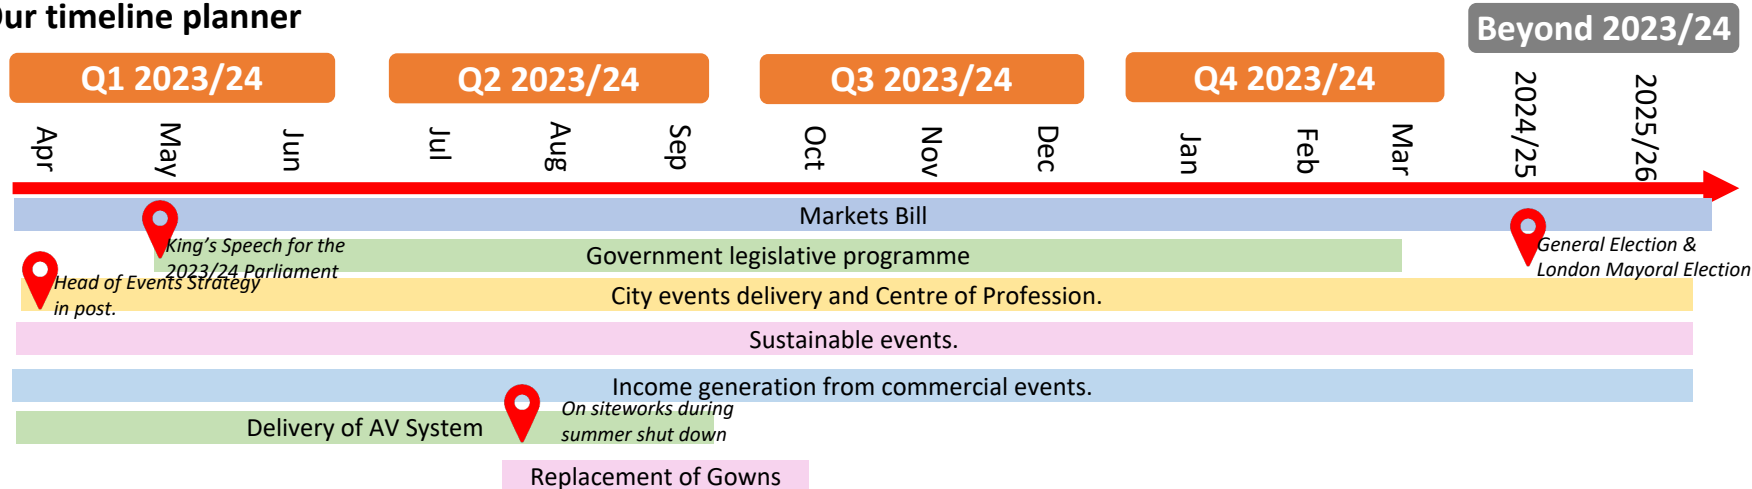 ur timeline planner
Beyond 2023/24
Q1 2023/24
Q2 2023/24
Q3 2023/24
Q4 2023/24
Apr
May
Jun
Jul
Aug
Sep
Oct
Nov
Dec
Jan
Feb
Mar
2024/25
2025/26
Markets Bill
King's Speech for the
2023/24 Parliament
Government legislative programme
General Election &
London Mayoral Election
Head of Events Strategy
in post.
City events delivery and Centre of Profession.
Sustainable events.
Income generation from commercial events.
Delivery of AV System
On siteworks during
summer shut down
Replacement of Gowns